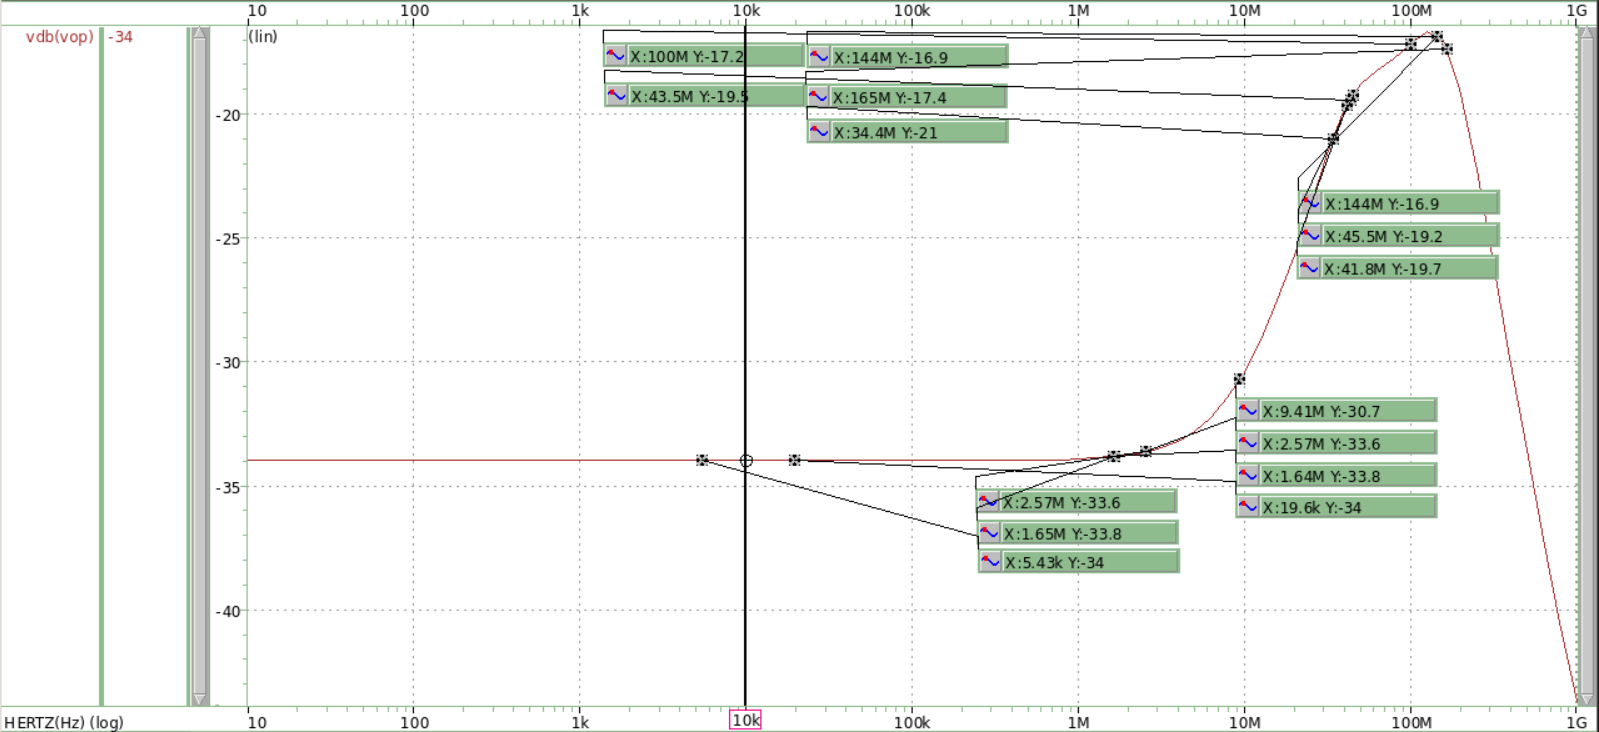 10 100 1k 10k 100k 1M 10M 100M 1G
vdb(vop) -34 (lin)
X:100M Y:-17.2 X:144M Y:-16.9
X:43.5M Y:-19.5 X:165M Y:-17.4
-20
X:34.4M Y:-21
X:144M Y:-16.9
-25 X:45.5M Y:-19.2
X:41.8M Y:-19.7
-30
X:9.41M Y:-30.7
X:2.57M Y:-33.6
X:1.64M Y:-33.8
-35
X:2.57M Y:-33.6 X:19.6k Y:-34
X:1.65M Y:-33.8
X:5.43k Y:-34
-40
HERTZ(Hz) (log) 10 100 1k 10k 100k 1M 10M 100M 1G